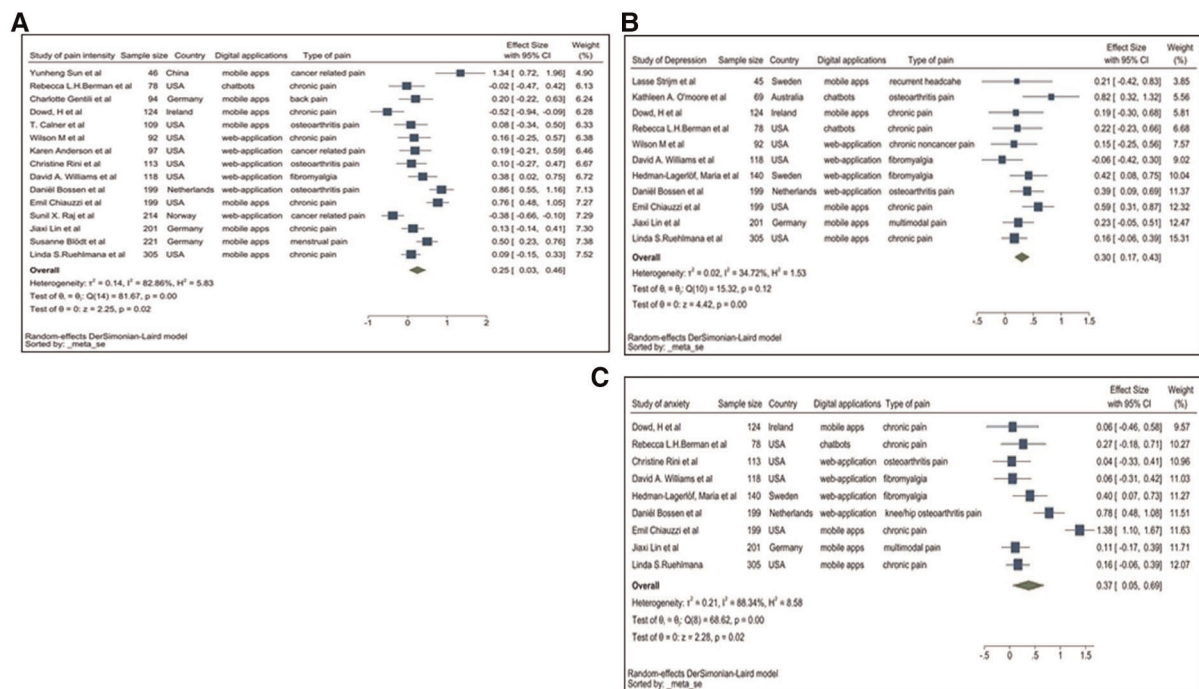 A
Study of pain intensity Sample size Country Digital applications Type of pain Effect Size with 95% CI Weight (%)
Yunheng Sun et al 46 China mobile apps cancer related pain 1.34 [ 0.72, 1.96] 4.90
Rebecca L.H.Berman et al 78 USA chatbots chronic pain -0.02 [ -0.47, 0.42] 6.13
Charlotte Gentili et al 94 Germany mobile apps back pain 0.20 [ -0.22, 0.63] 6.24
Dowd, H et al 124 Ireland mobile apps chronic pain -0.52 [ -0.94, -0.09] 6.28
T. Calner et al 109 USA mobile apps osteoarthritis pain 0.08 [ -0.34, 0.50] 6.33
Wilson M et al 92 USA web-application chronic pain 0.16 [ -0.25, 0.57] 6.38
Karen Anderson et al 97 USA web-application cancer related pain 0.19 [ -0.21, 0.59] 6.46
Christine Rini et al 113 USA web-application osteoarthritis pain 0.10 [ -0.27, 0.47] 6.67
David A. Williams et al 118 USA web-application fibromyalgia 0.38 [ 0.02, 0.75] 6.72
Daniël Bossen et al 199 Netherlands web-application osteoarthritis pain 0.86 [ 0.55, 1.16] 7.13
Emil Chiauzzi et al 199 USA mobile apps chronic pain 0.76 [ 0.48, 1.05] 7.27
Sunil X. Raj et al 214 Norway web-application cancer related pain -0.38 [ -0.66, -0.10] 7.29
Jiaxi Lin et al 201 Germany mobile apps chronic pain 0.13 [ -0.14, 0.41] 7.30
Susanne Blödt et al 221 Germany mobile apps menstrual pain 0.50 [ 0.23, 0.76] 7.38
Linda S.Ruehlmana et al 305 USA mobile apps chronic pain 0.09 [ -0.15, 0.33] 7.52
Overall 0.25 [ 0.03, 0.46]
Heterogeneity: τ² = 0.14, I² = 82.86%, H² = 5.83
Test of θᵢ = θⱼ: Q(14) = 81.67, p = 0.00
Test of θ = 0: z = 2.25, p = 0.02
-1 0 1 2
Random-effects DerSimonian-Laird model
Sorted by: _meta_se
B
Study of Depression Sample size Country Digital applications Type of pain Effect Size with 95% CI Weight (%)
Lasse Strijm et al 45 Sweden mobile apps recurrent headcahe 0.21 [ -0.42, 0.83] 3.85
Kathleen A. O'moore et al 69 Australia chatbots osteoarthritis pain 0.82 [ 0.32, 1.32] 5.56
Dowd, H et al 124 Ireland mobile apps chronic pain 0.19 [ -0.30, 0.68] 5.81
Rebecca L.H.Berman et al 78 USA chatbots chronic pain 0.22 [ -0.23, 0.66] 6.68
Wilson M et al 92 USA web-application chronic noncancer pain 0.15 [ -0.25, 0.56] 7.57
David A. Williams et al 118 USA web-application fibromyalgia -0.06 [ -0.42, 0.30] 9.02
Hedman-Lagerlöf, Maria et al 140 Sweden web-application fibromyalgia 0.42 [ 0.08, 0.75] 10.04
Daniël Bossen et al 199 Netherlands web-application osteoarthritis pain 0.39 [ 0.09, 0.69] 11.37
Emil Chiauzzi et al 199 USA mobile apps chronic pain 0.59 [ 0.31, 0.87] 12.32
Jiaxi Lin et al 201 Germany mobile apps multimodal pain 0.23 [ -0.05, 0.51] 12.47
Linda S.Ruehlmana et al 305 USA mobile apps chronic pain 0.16 [ -0.06, 0.39] 15.31
Overall 0.30 [ 0.17, 0.43]
Heterogeneity: τ² = 0.02, I² = 34.72%, H² = 1.53
Test of θᵢ = θⱼ: Q(10) = 15.32, p = 0.12
Test of θ = 0: z = 4.42, p = 0.00
-.5 0 .5 1 1.5
Random-effects DerSimonian-Laird model
Sorted by: _meta_se
C
Study of anxiety Sample size Country Digital applications Type of pain Effect Size with 95% CI Weight (%)
Dowd, H et al 124 Ireland mobile apps chronic pain 0.06 [ -0.46, 0.58] 9.57
Rebecca L.H.Berman et al 78 USA chatbots chronic pain 0.27 [ -0.18, 0.71] 10.27
Christine Rini et al 113 USA web-application osteoarthritis pain 0.04 [ -0.33, 0.41] 10.96
David A. Williams et al 118 USA web-application fibromyalgia 0.06 [ -0.31, 0.42] 11.03
Hedman-Lagerlöf, Maria et al 140 Sweden web-application fibromyalgia 0.40 [ 0.07, 0.73] 11.27
Daniël Bossen et al 199 Netherlands web-application knee/hip osteoarthritis pain 0.78 [ 0.48, 1.08] 11.51
Emil Chiauzzi et al 199 USA mobile apps chronic pain 1.38 [ 1.10, 1.67] 11.63
Jiaxi Lin et al 201 Germany mobile apps multimodal pain 0.11 [ -0.17, 0.39] 11.71
Linda S.Ruehlmana 305 USA mobile apps chronic pain 0.16 [ -0.06, 0.39] 12.07
Overall 0.37 [ 0.05, 0.69]
Heterogeneity: τ² = 0.21, I² = 88.34%, H² = 8.58
Test of θᵢ = θⱼ: Q(8) = 68.62, p = 0.00
Test of θ = 0: z = 2.28, p = 0.02
-.5 0 .5 1 1.5
Random-effects DerSimonian-Laird model
Sorted by: _meta_se